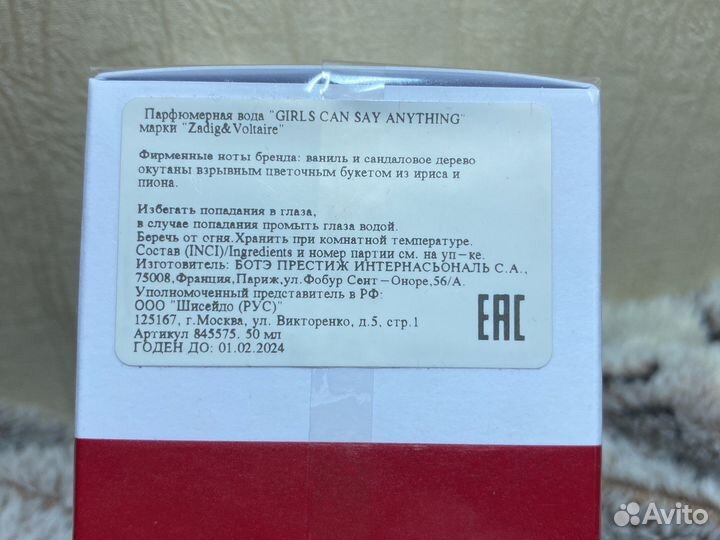 Парфюмерная вода "GIRLS CAN SAY ANYTHING"
марки "Zadig&Voltaire"
Фирменные ноты бренда: ваниль и сандаловое дерево
окутаны взрывным цветочным букетом из ириса и
пиона.
Избегать попадания в глаза,
в случае попадания промыть глаза водой.
Беречь от огня.Хранить при комнатной температуре.
Состав (INCI)/Ingredients и номер партии см. на уп-ке.
Изготовитель: БОТЭ ПРЕСТИЖ ИНТЕРНАСЬОНАЛЬ С.А.,
75008,Франция,Париж,ул.Фобур Сент-Оноре,56/А.
Уполномоченный представитель в РФ:
ООО "Шисейдо (РУС)"
125167, г.Москва, ул. Викторенко, д.5, стр.1
Артикул 845575. 50 мл
ГОДЕН ДО: 01.02.2024
EAC
Avito